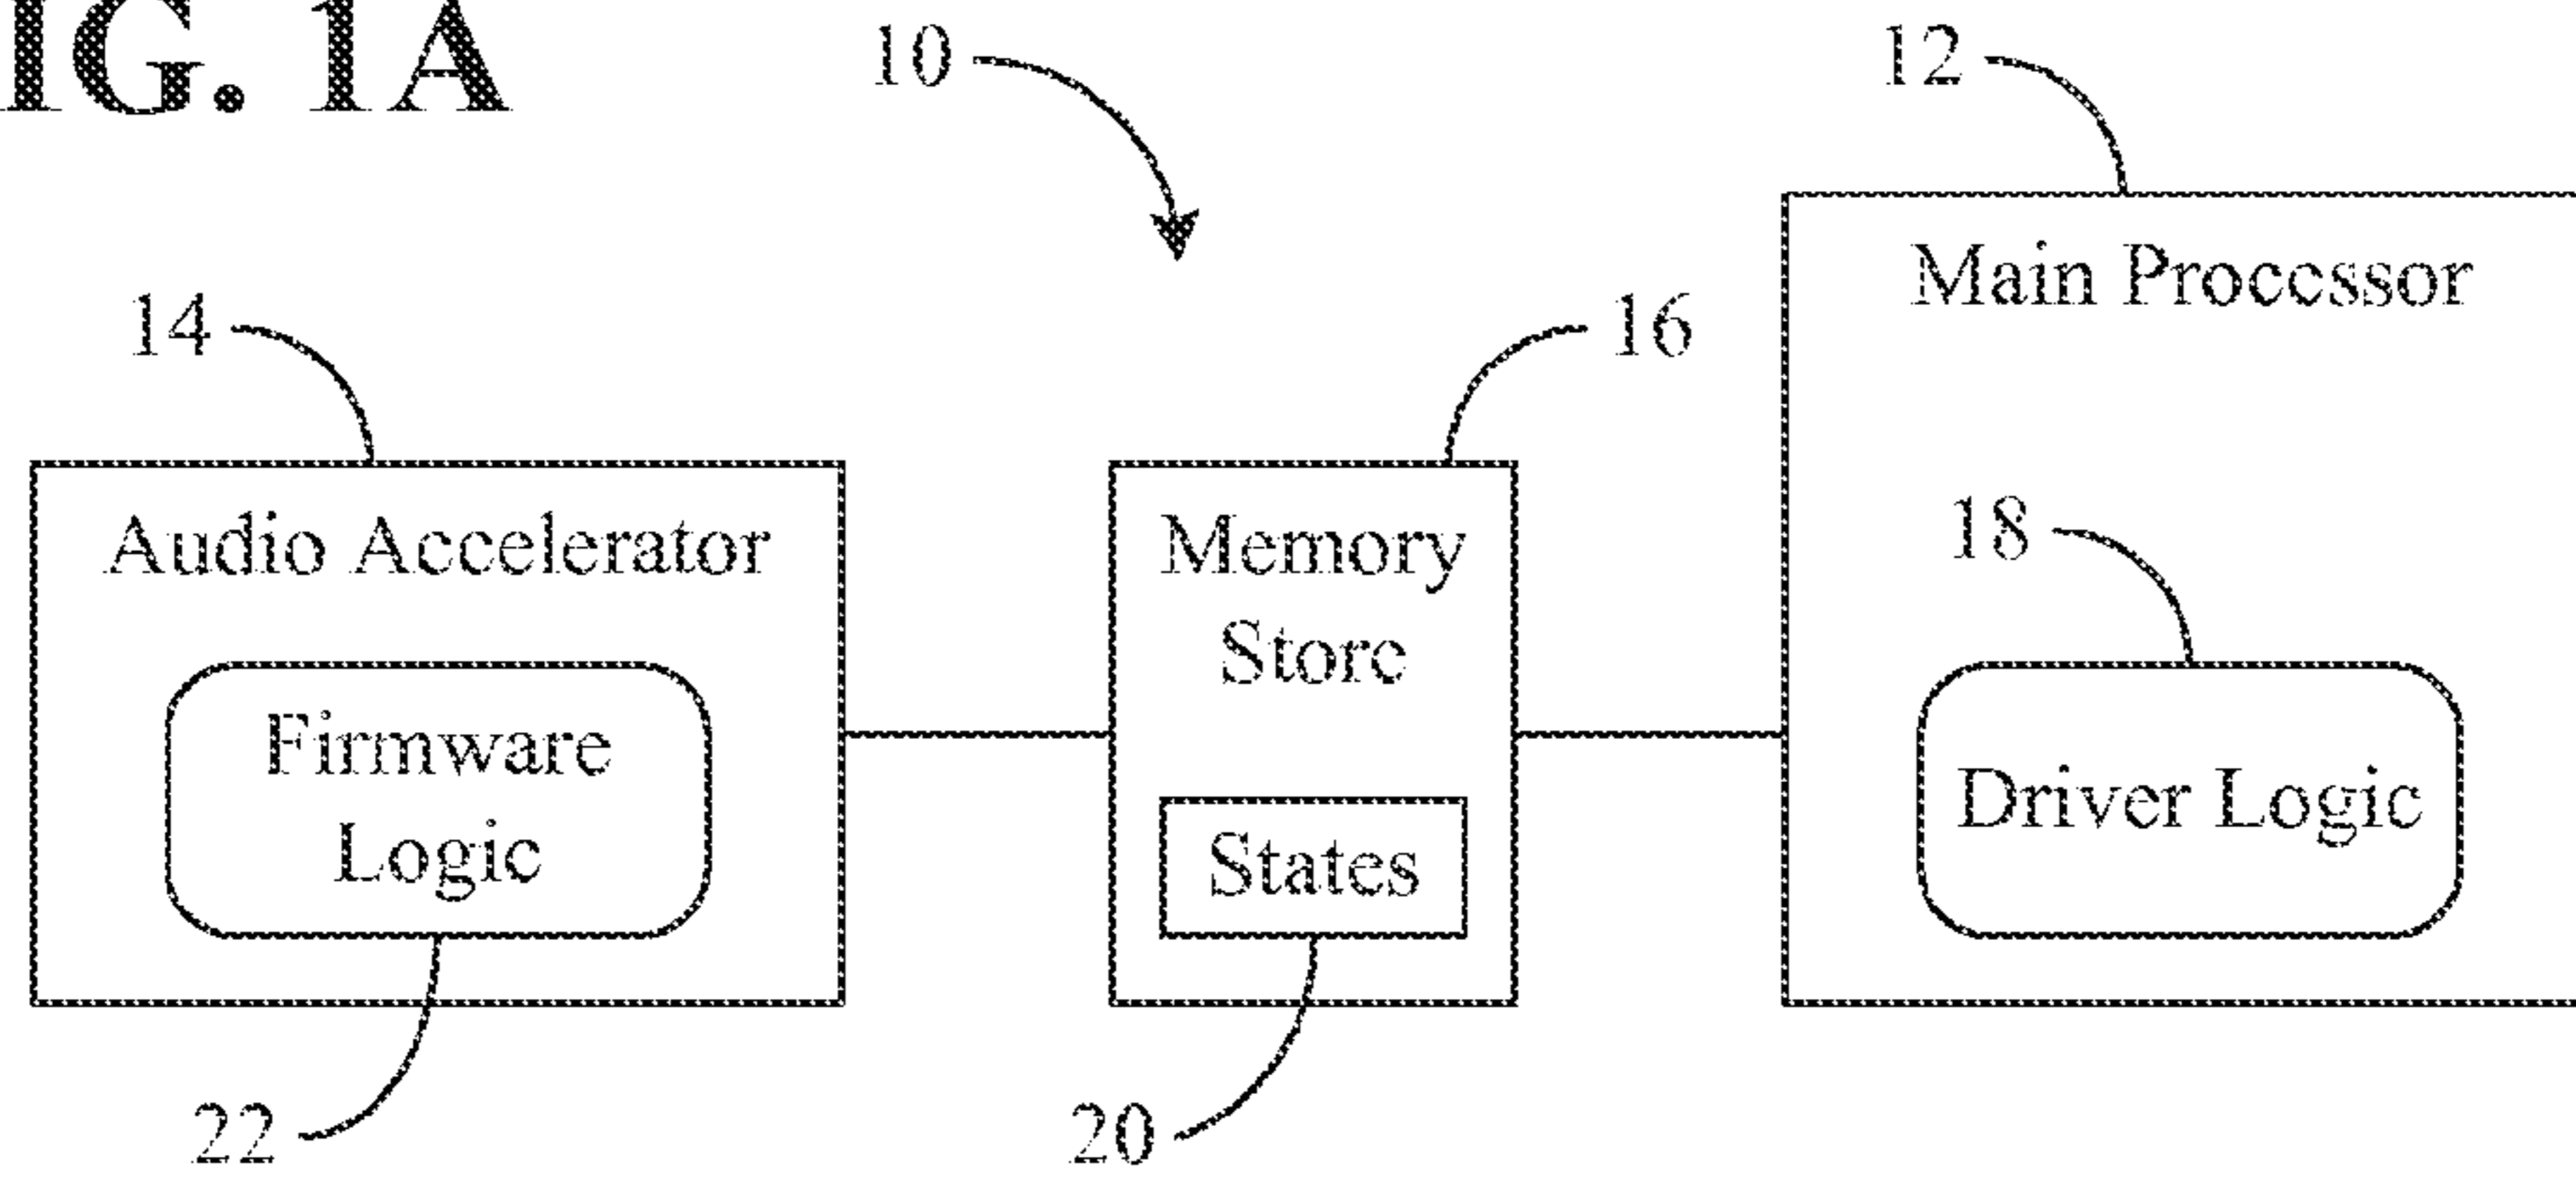 IG. 1A
10
12
14
16
Main Processor
Audio Accelerator
Memory
Store
18
Firmware
Logic
States
Driver Logic
22
20